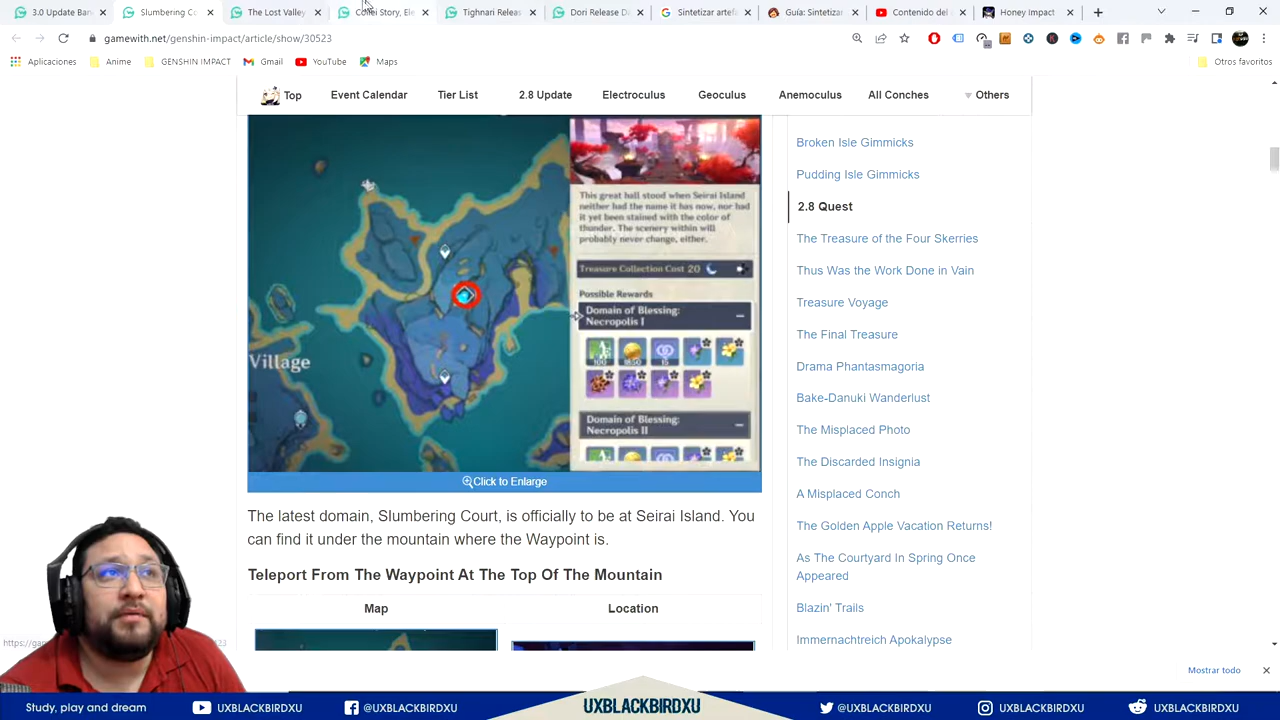 3.0 Update Ban
Slumbering Co
The Lost Valley
Collei Story, Ele
Tighnari Releas
Dori Release Da
Sintetizar artefa
Guía: Sintetizar
Contenido del
Honey Impact
gamewith.net/genshin-impact/article/show/30523
Aplicaciones
Anime
GENSHIN IMPACT
Gmail
YouTube
Maps
Otros favoritos
Top
Event Calendar
Tier List
2.8 Update
Electroculus
Geoculus
Anemoculus
All Conches
Others
This great hall stood when Seirai Island
neither had the name it has now, nor had
it yet been stained with the color of
thunder. The scenery within will
probably never change, either.
Treasure Collection Cost 20
Possible Rewards
Domain of Blessing:
Necropolis I
Domain of Blessing:
Necropolis II
Village
Click to Enlarge
The latest domain, Slumbering Court, is officially to be at Seirai Island. You
can find it under the mountain where the Waypoint is.
Teleport From The Waypoint At The Top Of The Mountain
Map
Location
Broken Isle Gimmicks
Pudding Isle Gimmicks
2.8 Quest
The Treasure of the Four Skerries
Thus Was the Work Done in Vain
Treasure Voyage
The Final Treasure
Drama Phantasmagoria
Bake-Danuki Wanderlust
The Misplaced Photo
The Discarded Insignia
A Misplaced Conch
The Golden Apple Vacation Returns!
As The Courtyard In Spring Once
Appeared
Blazin' Trails
Immernachtreich Apokalypse
Mostrar todo
Study, play and dream
UXBLACKBIRDXU
@UXBLACKBIRDXU
UXBLACKBIRDXU
@UXBLACKBIRDXU
UXBLACKBIRDXU
UXBLACKBIRDXU